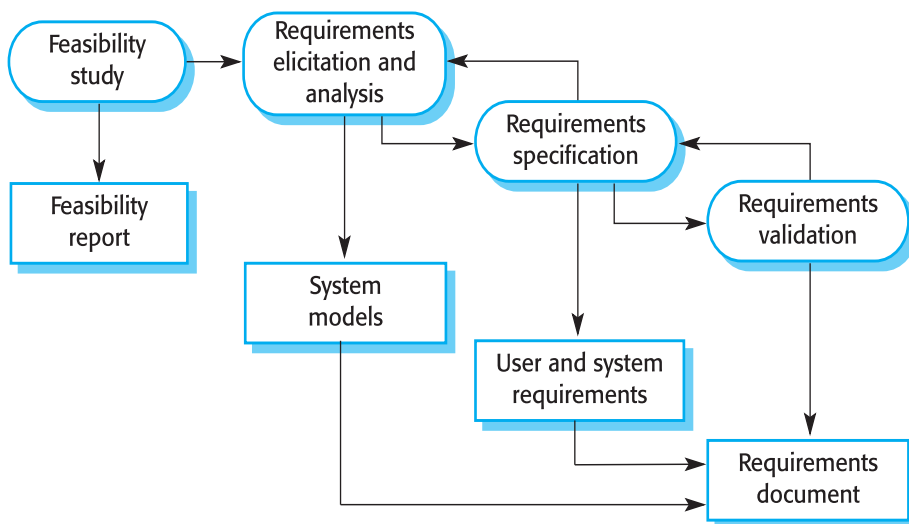 Feasibility
study
Requirements
elicitation and
analysis
Requirements
specification
Requirements
validation
Feasibility
report
System
models
User and system
requirements
Requirements
document